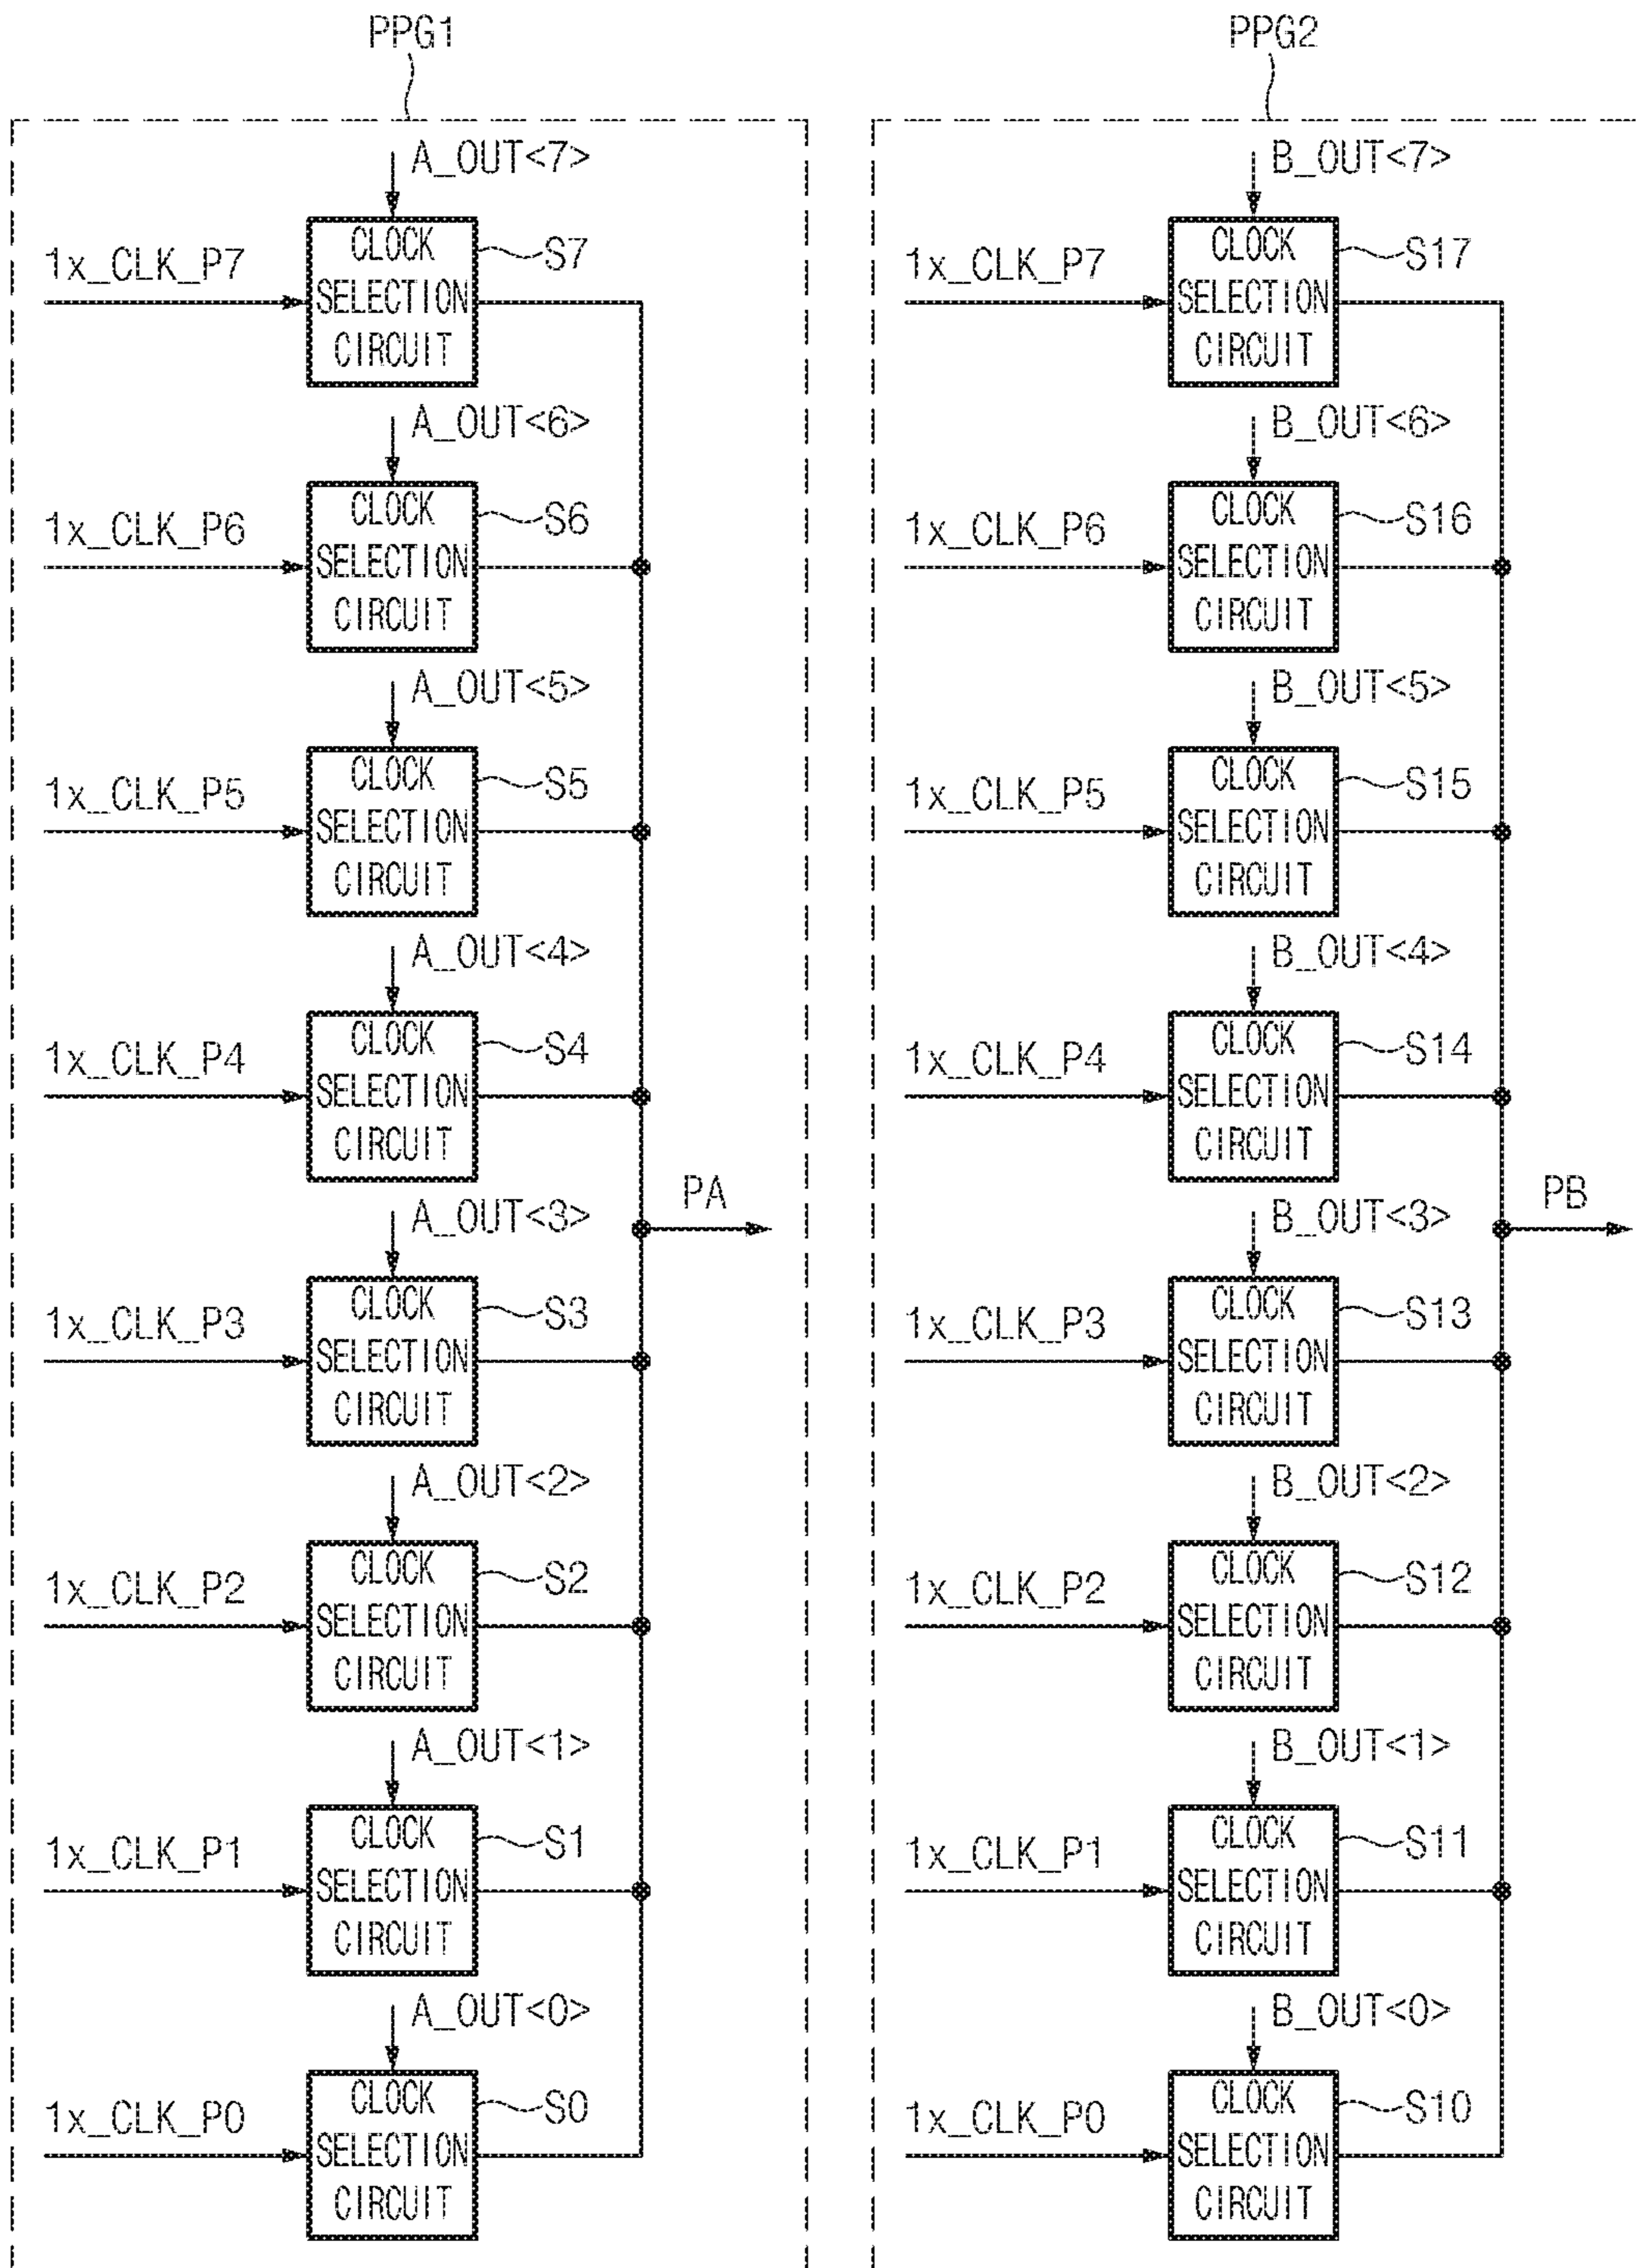 PPG1
A_OUT<7>
1x_CLK_P7
CLOCK
SELECTION
CIRCUIT
S7
A_OUT<6>
1x_CLK_P6
CLOCK
SELECTION
CIRCUIT
S6
A_OUT<5>
1x_CLK_P5
CLOCK
SELECTION
CIRCUIT
S5
A_OUT<4>
1x_CLK_P4
CLOCK
SELECTION
CIRCUIT
S4
PA
A_OUT<3>
1x_CLK_P3
CLOCK
SELECTION
CIRCUIT
S3
A_OUT<2>
1x_CLK_P2
CLOCK
SELECTION
CIRCUIT
S2
A_OUT<1>
1x_CLK_P1
CLOCK
SELECTION
CIRCUIT
S1
A_OUT<0>
1x_CLK_P0
CLOCK
SELECTION
CIRCUIT
S0
PPG2
B_OUT<7>
1x_CLK_P7
CLOCK
SELECTION
CIRCUIT
S17
B_OUT<6>
1x_CLK_P6
CLOCK
SELECTION
CIRCUIT
S16
B_OUT<5>
1x_CLK_P5
CLOCK
SELECTION
CIRCUIT
S15
B_OUT<4>
1x_CLK_P4
CLOCK
SELECTION
CIRCUIT
S14
PB
B_OUT<3>
1x_CLK_P3
CLOCK
SELECTION
CIRCUIT
S13
B_OUT<2>
1x_CLK_P2
CLOCK
SELECTION
CIRCUIT
S12
B_OUT<1>
1x_CLK_P1
CLOCK
SELECTION
CIRCUIT
S11
B_OUT<0>
1x_CLK_P0
CLOCK
SELECTION
CIRCUIT
S10